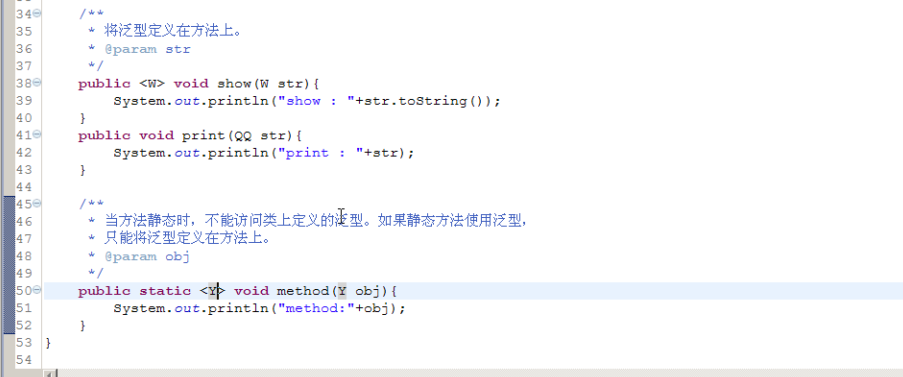 34 /**
35 * 将泛型定义在方法上。
36 * @param str
37 */
38 public <W> void show(W str){
39 System.out.println("show : "+str.toString());
40 }
41 public void print(QQ str){
42 System.out.println("print : "+str);
43 }
44
45 /**
46 * 当方法静态时，不能访问类上定义的泛型。如果静态方法使用泛型，
47 * 只能将泛型定义在方法上。
48 * @param obj
49 */
50 public static <Y> void method(Y obj){
51 System.out.println("method:"+obj);
52 }
53 }
54